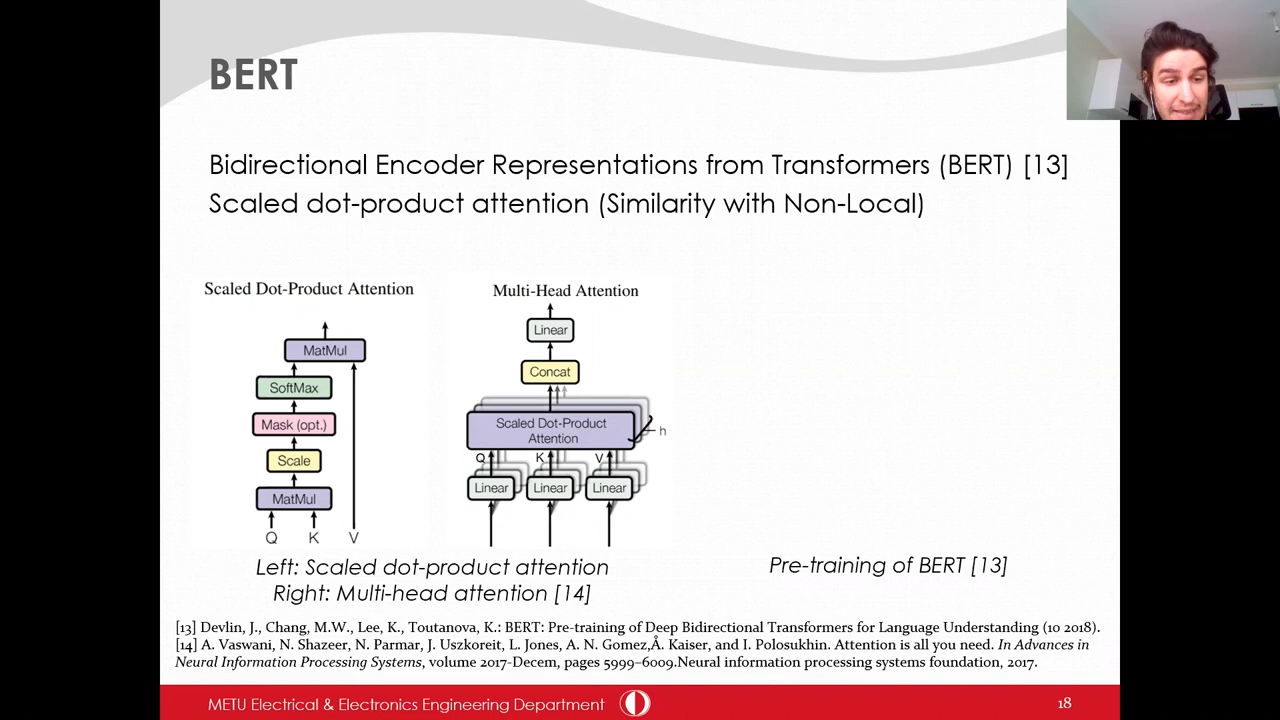 BERT
Bidirectional Encoder Representations from Transformers (BERT) [13]
Scaled dot-product attention (Similarity with Non-Local)
Scaled Dot-Product Attention
MatMul
SoftMax
Mask (opt.)
Scale
MatMul
Q K V
Multi-Head Attention
Linear
Concat
Scaled Dot-Product
Attention
h
Q K V
Linear Linear Linear
Left: Scaled dot-product attention
Right: Multi-head attention [14]
Pre-training of BERT [13]
[13] Devlin, J., Chang, M.W., Lee, K., Toutanova, K.: BERT: Pre-training of Deep Bidirectional Transformers for Language Understanding (10 2018).
[14] A. Vaswani, N. Shazeer, N. Parmar, J. Uszkoreit, L. Jones, A. N. Gomez,Å. Kaiser, and I. Polosukhin. Attention is all you need. In Advances in
Neural Information Processing Systems, volume 2017-Decem, pages 5999–6009.Neural information processing systems foundation, 2017.
METU Electrical & Electronics Engineering Department
18